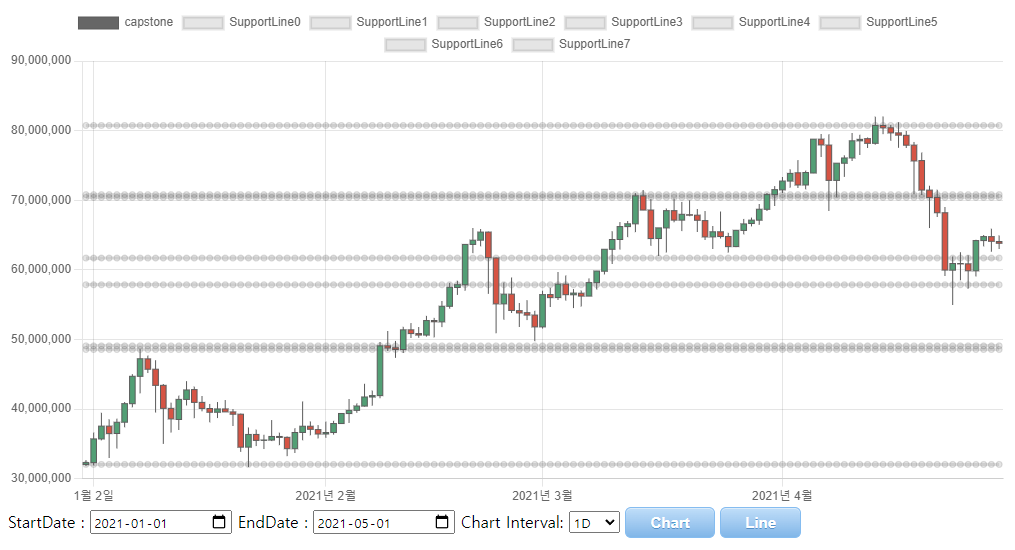 capstone SupportLine0 SupportLine1 SupportLine2 SupportLine3 SupportLine4 SupportLine5
SupportLine6 SupportLine7
90,000,000
80,000,000
70,000,000
60,000,000
50,000,000
40,000,000
30,000,000
1월 2일 2021년 2월 2021년 3월 2021년 4월
StartDate : 2021-01-01 EndDate : 2021-05-01 Chart Interval: 1D Chart Line